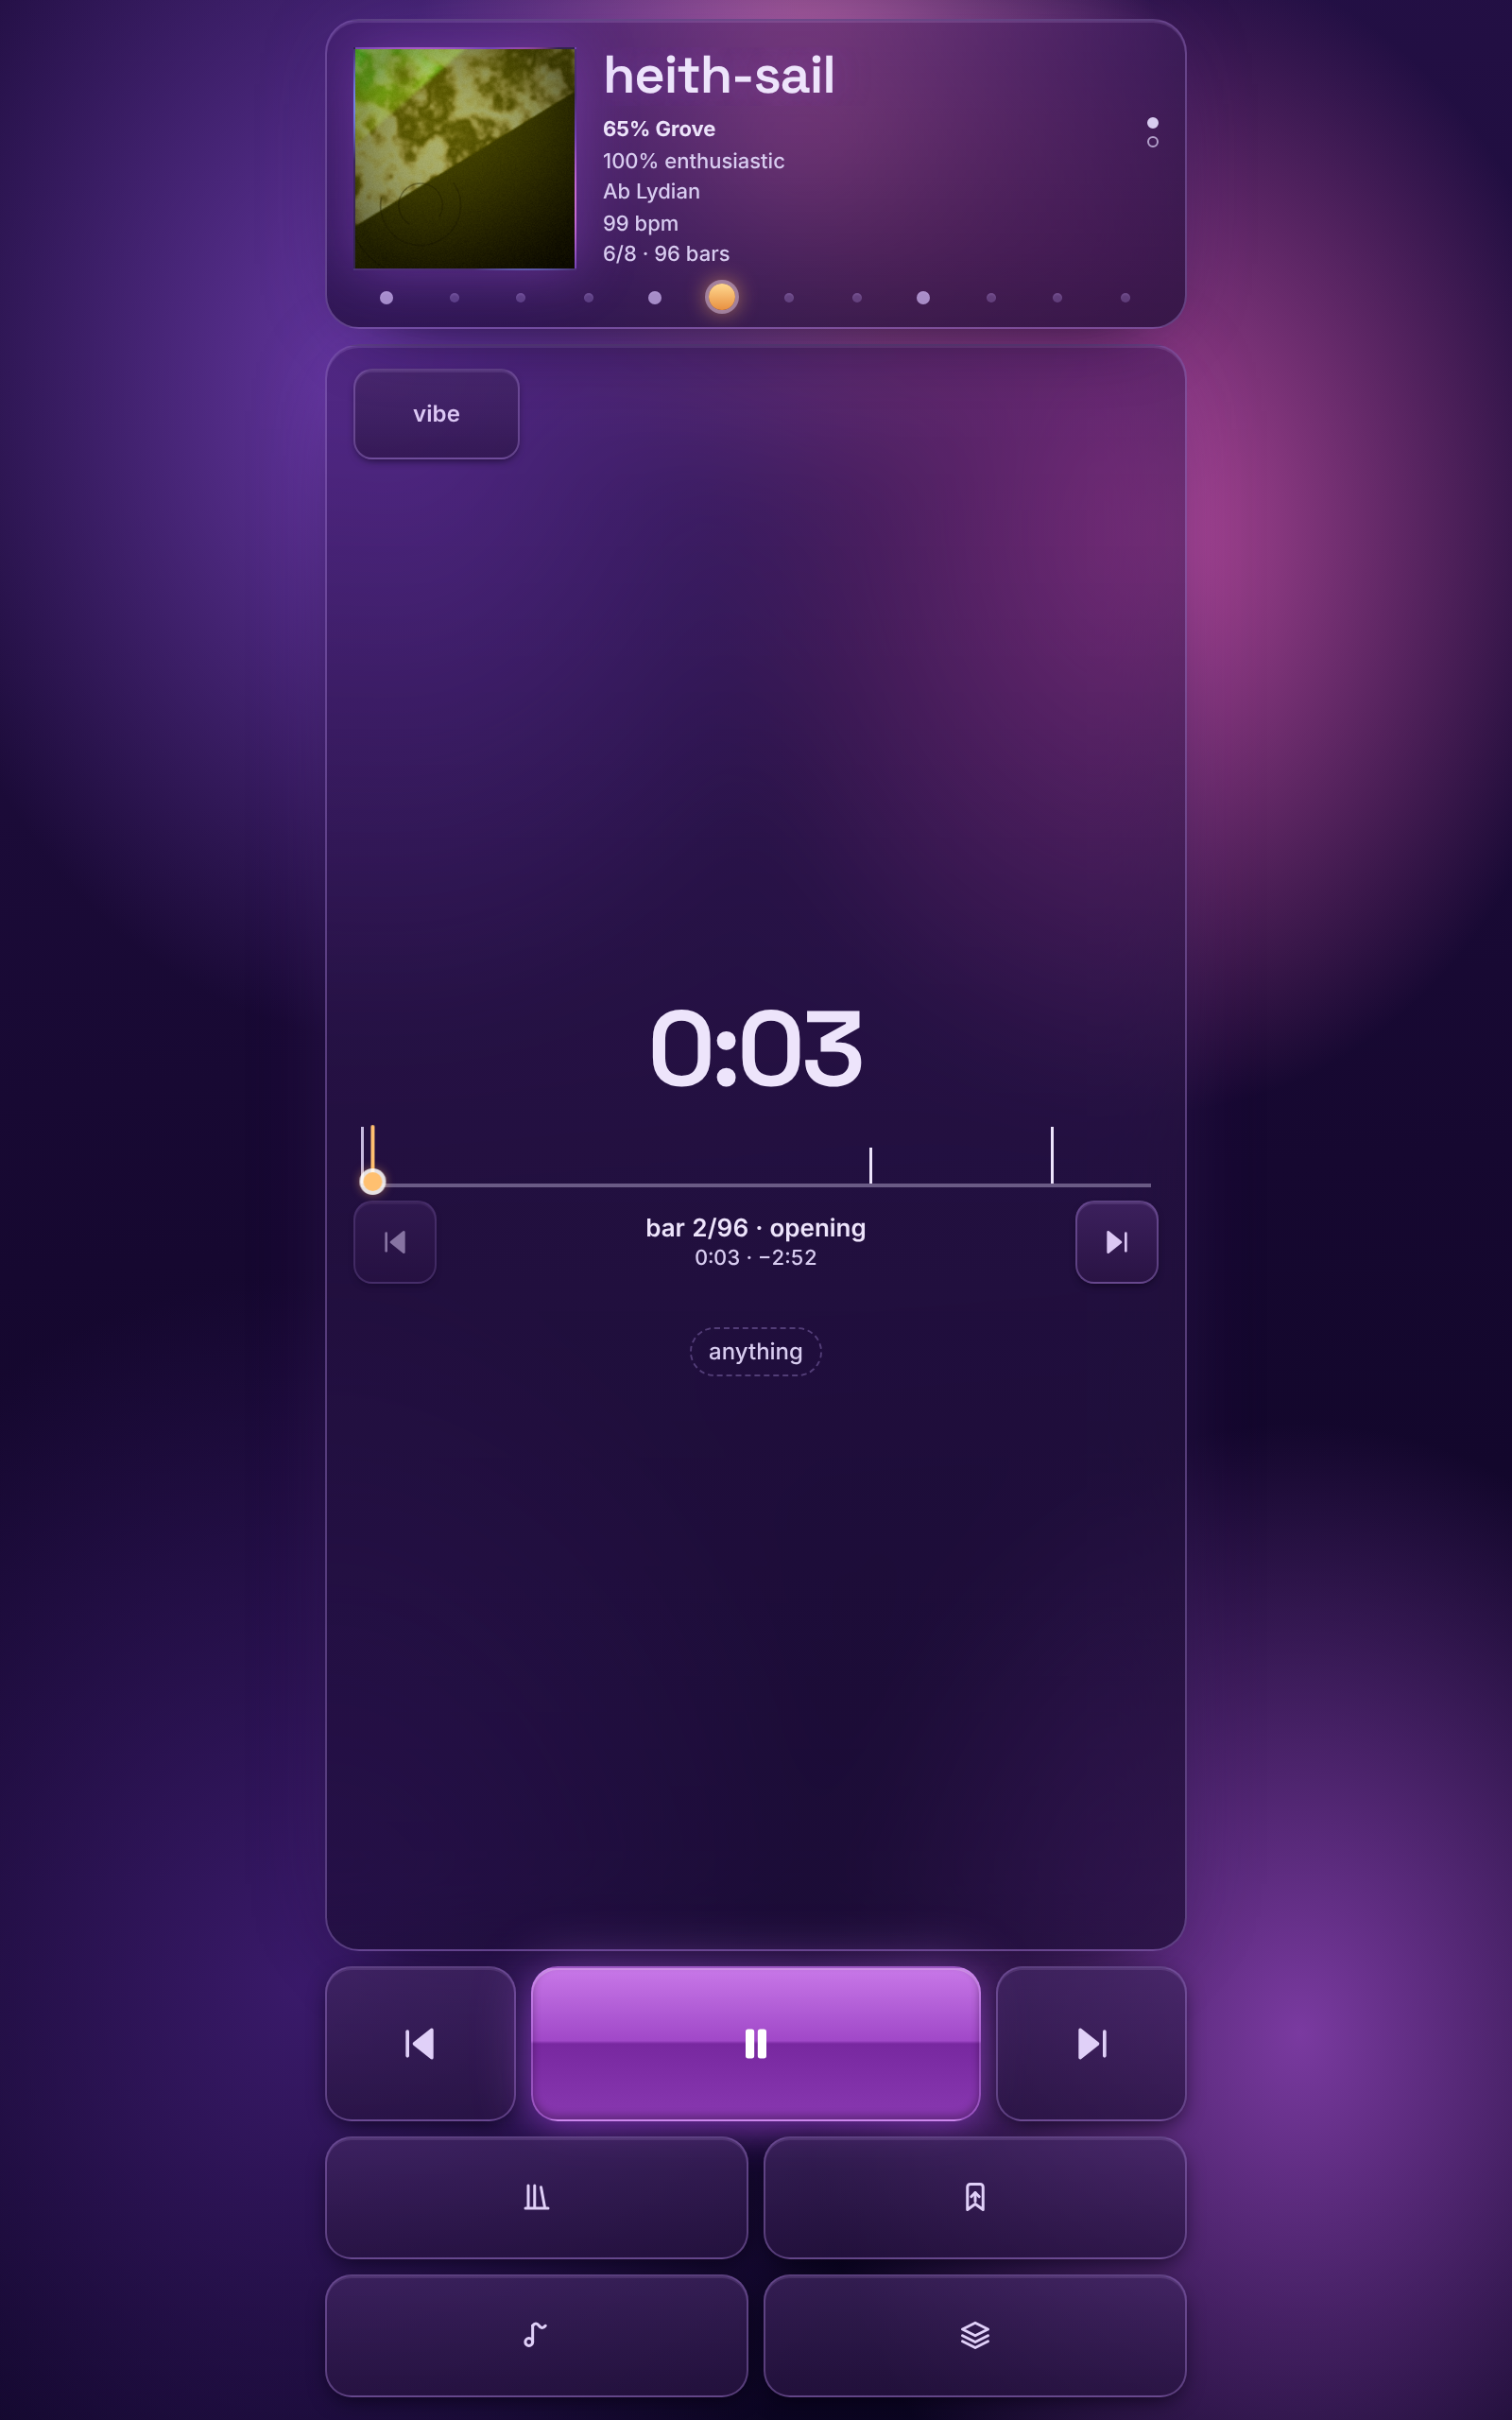 heith-sail
65% Grove
100% enthusiastic
Ab Lydian
99 bpm
6/8 · 96 bars
vibe
0:03
bar 2/96 · opening
0:03 · −2:52
anything